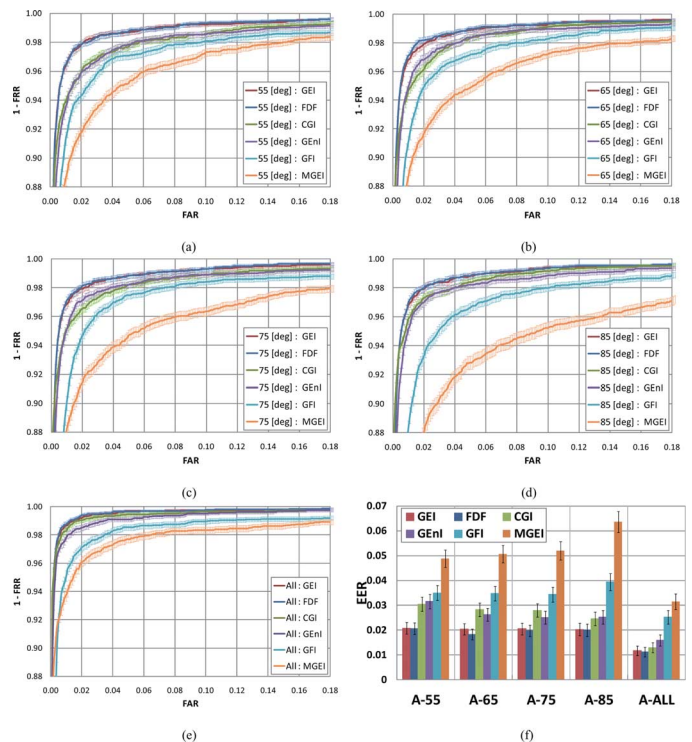 1.00
0.98
0.96
0.94
0.92
0.90
0.88
1 - FRR
55 [deg] : GEI
55 [deg] : FDF
55 [deg] : CGI
55 [deg] : GEnI
55 [deg] : GFI
55 [deg] : MGEI
0.00 0.02 0.04 0.06 0.08 0.10 0.12 0.14 0.16 0.18
FAR
(a)
1.00
0.98
0.96
0.94
0.92
0.90
0.88
1 - FRR
65 [deg] : GEI
65 [deg] : FDF
65 [deg] : CGI
65 [deg] : GEnI
65 [deg] : GFI
65 [deg] : MGEI
0.00 0.02 0.04 0.06 0.08 0.10 0.12 0.14 0.16 0.18
FAR
(b)
1.00
0.98
0.96
0.94
0.92
0.90
0.88
1 - FRR
75 [deg] : GEI
75 [deg] : FDF
75 [deg] : CGI
75 [deg] : GEnI
75 [deg] : GFI
75 [deg] : MGEI
0.00 0.02 0.04 0.06 0.08 0.10 0.12 0.14 0.16 0.18
FAR
(c)
1.00
0.98
0.96
0.94
0.92
0.90
0.88
1 - FRR
85 [deg] : GEI
85 [deg] : FDF
85 [deg] : CGI
85 [deg] : GEnI
85 [deg] : GFI
85 [deg] : MGEI
0.00 0.02 0.04 0.06 0.08 0.10 0.12 0.14 0.16 0.18
FAR
(d)
1.00
0.98
0.96
0.94
0.92
0.90
0.88
1 - FRR
All : GEI
All : FDF
All : CGI
All : GEnI
All : GFI
All : MGEI
0.00 0.02 0.04 0.06 0.08 0.10 0.12 0.14 0.16 0.18
FAR
(e)
0.07
0.06
0.05
0.04
0.03
0.02
0.01
0
EER
GEI FDF CGI
GEnI GFI MGEI
A-55 A-65 A-75 A-85 A-ALL
(f)